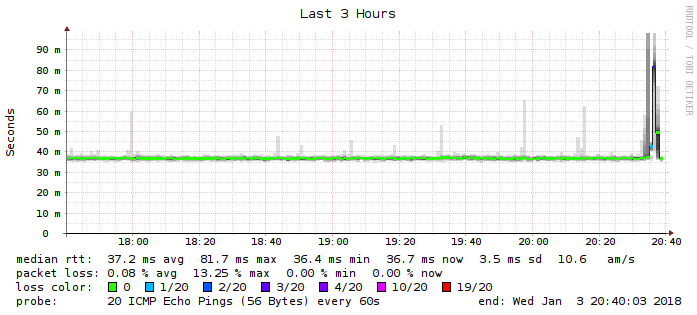 Last 3 Hours
RRDTOOL / TOBI OETIKER
Seconds
90 m
80 m
70 m
60 m
50 m
40 m
30 m
20 m
10 m
0
18:00 18:20 18:40 19:00 19:20 19:40 20:00 20:20 20:40
median rtt: 37.2 ms avg 81.7 ms max 36.4 ms min 36.7 ms now 3.5 ms sd 10.6 am/s
packet loss: 0.08 % avg 13.25 % max 0.00 % min 0.00 % now
loss color: 0 1/20 2/20 3/20 4/20 10/20 19/20
probe: 20 ICMP Echo Pings (56 Bytes) every 60s end: Wed Jan 3 20:40:03 2018